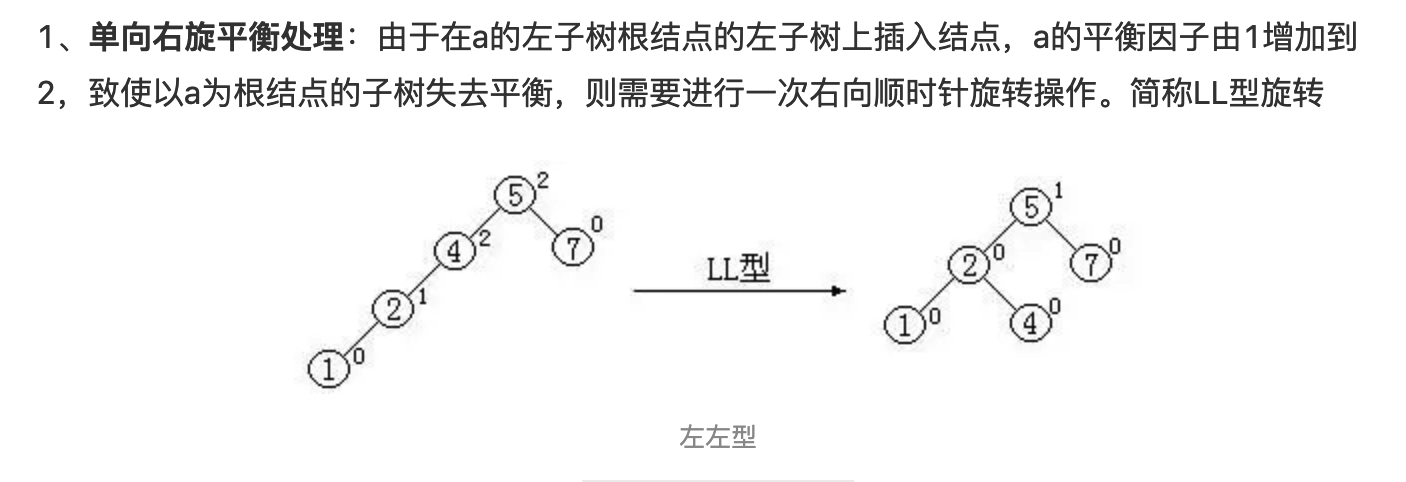 1、单向右旋平衡处理：由于在a的左子树根结点的左子树上插入结点，a的平衡因子由1增加到
2，致使以a为根结点的子树失去平衡，则需要进行一次右向顺时针旋转操作。简称LL型旋转
5 2
4 2
7 0
2 1
1 0
LL型
5 1
2 0
7 0
1 0
4 0
左左型